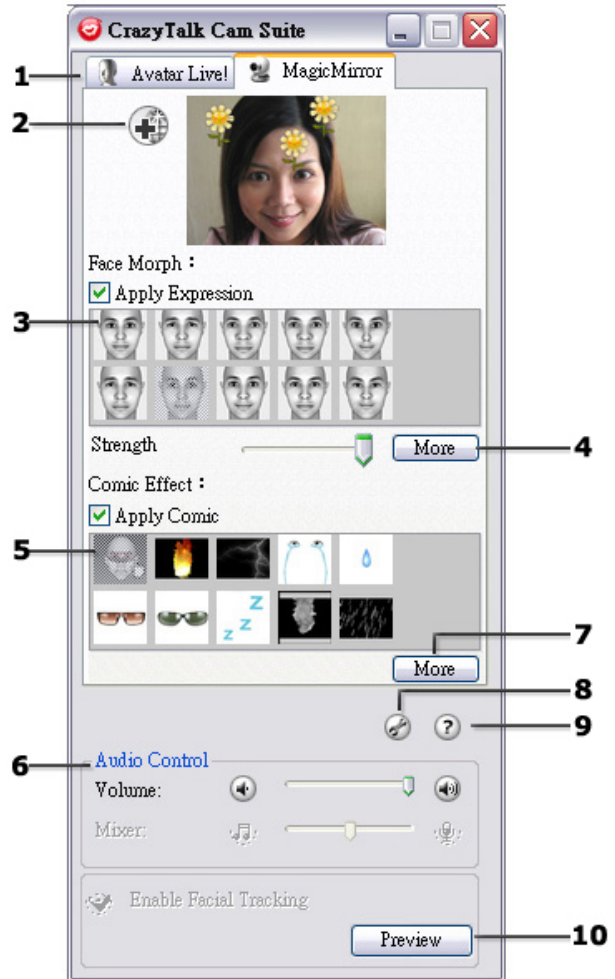 CrazyTalk Cam Suite
1 Avatar Live! MagicMirror
2
Face Morph :
Apply Expression
3
Strength More 4
Comic Effect :
Apply Comic
5
z z z
7
More
8
? 9
6 Audio Control
Volume:
Mixer:
Enable Facial Tracking
Preview 10